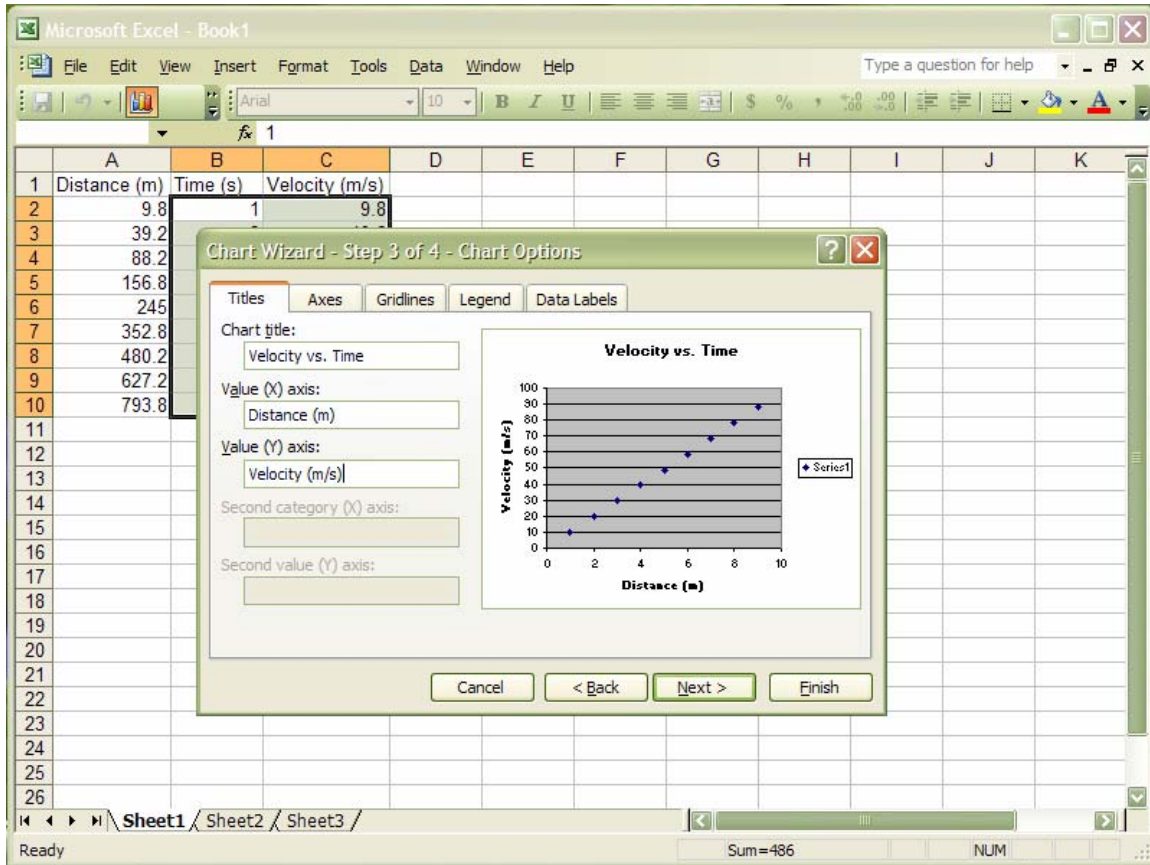 Microsoft Excel - Book1
File Edit View Insert Format Tools Data Window Help Type a question for help
Arial 10 B I U $ % ,
fx 1
A B C D E F G H I J K
1 Distance (m) Time (s) Velocity (m/s)
2 9.8 1 9.8
3 39.2
4 88.2
5 156.8
6 245
7 352.8
8 480.2
9 627.2
10 793.8
11
12
13
14
15
16
17
18
19
20
21
22
23
24
25
26
Chart Wizard - Step 3 of 4 - Chart Options
Titles Axes Gridlines Legend Data Labels
Chart title:
Velocity vs. Time
Value (X) axis:
Distance (m)
Value (Y) axis:
Velocity (m/s)
Second category (X) axis:
Second value (Y) axis:
Velocity vs. Time
Velocity (m/s)
100
90
80
70
60
50
40
30
20
10
0
0 2 4 6 8 10
Distance (m)
Series1
Cancel < Back Next > Finish
Sheet1 Sheet2 Sheet3
Ready Sum=486 NUM